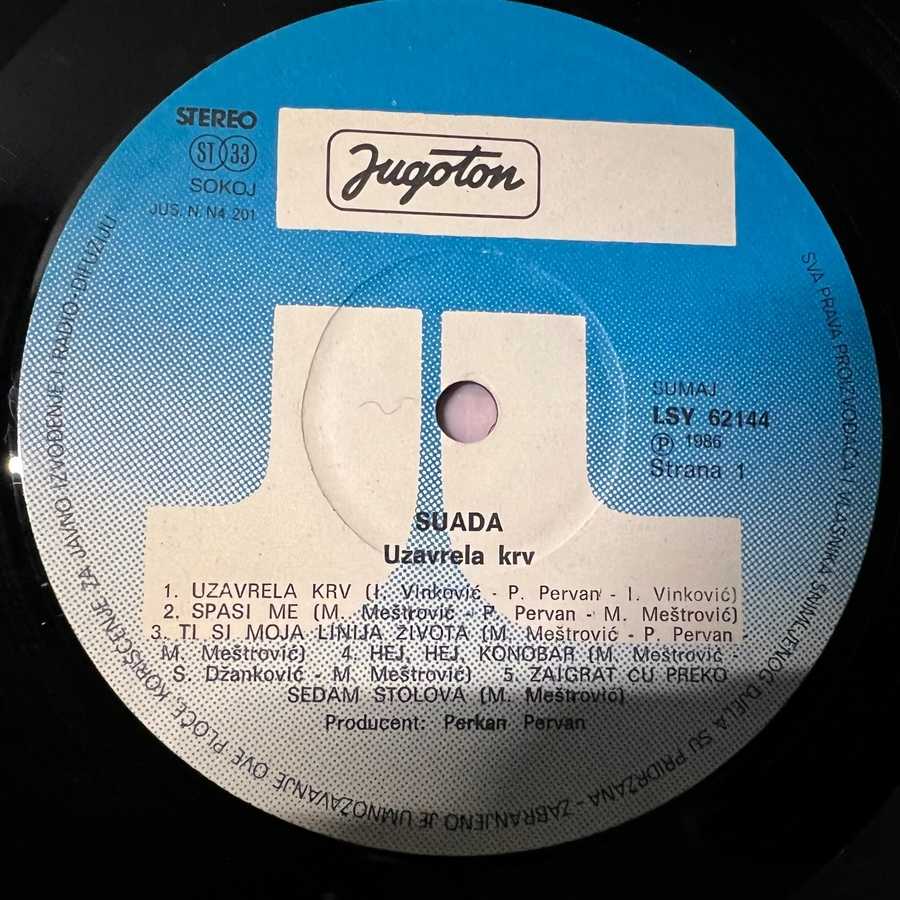 STEREO
ST 33
SOKOJ
JUS. N. N4 201
Jugoton
SUMAJ
LSY 62144
Ⓟ 1986
Strana 1
SUADA
Uzavrela krv
1. UZAVRELA KRV (I. Vinković - P. Pervan - I. Vinković)
2. SPASI ME (M. Meštrović - P. Pervan - M. Meštrović)
3. TI SI MOJA LINIJA ŽIVOTA (M. Meštrović - P. Pervan -
M. Meštrović) 4. HEJ, HEJ, KONOBAR (M. Meštrović -
S. Džanković - M. Meštrović) 5. ZAIGRAT ĆU PREKO
SEDAM STOLOVA (M. Meštrović)
Producent: Perkan Pervan
SVA PRAVA PROIZVOĐAČA I VLASNIKA SNIMLJENOG DJELA SU PRIDRŽANA - ZABRANJENO JE UMNOŽAVANJE OVE PLOČE KORIŠĆENJE ZA JAVNO IZVOĐENJE I RADIO-DIFUZIJU